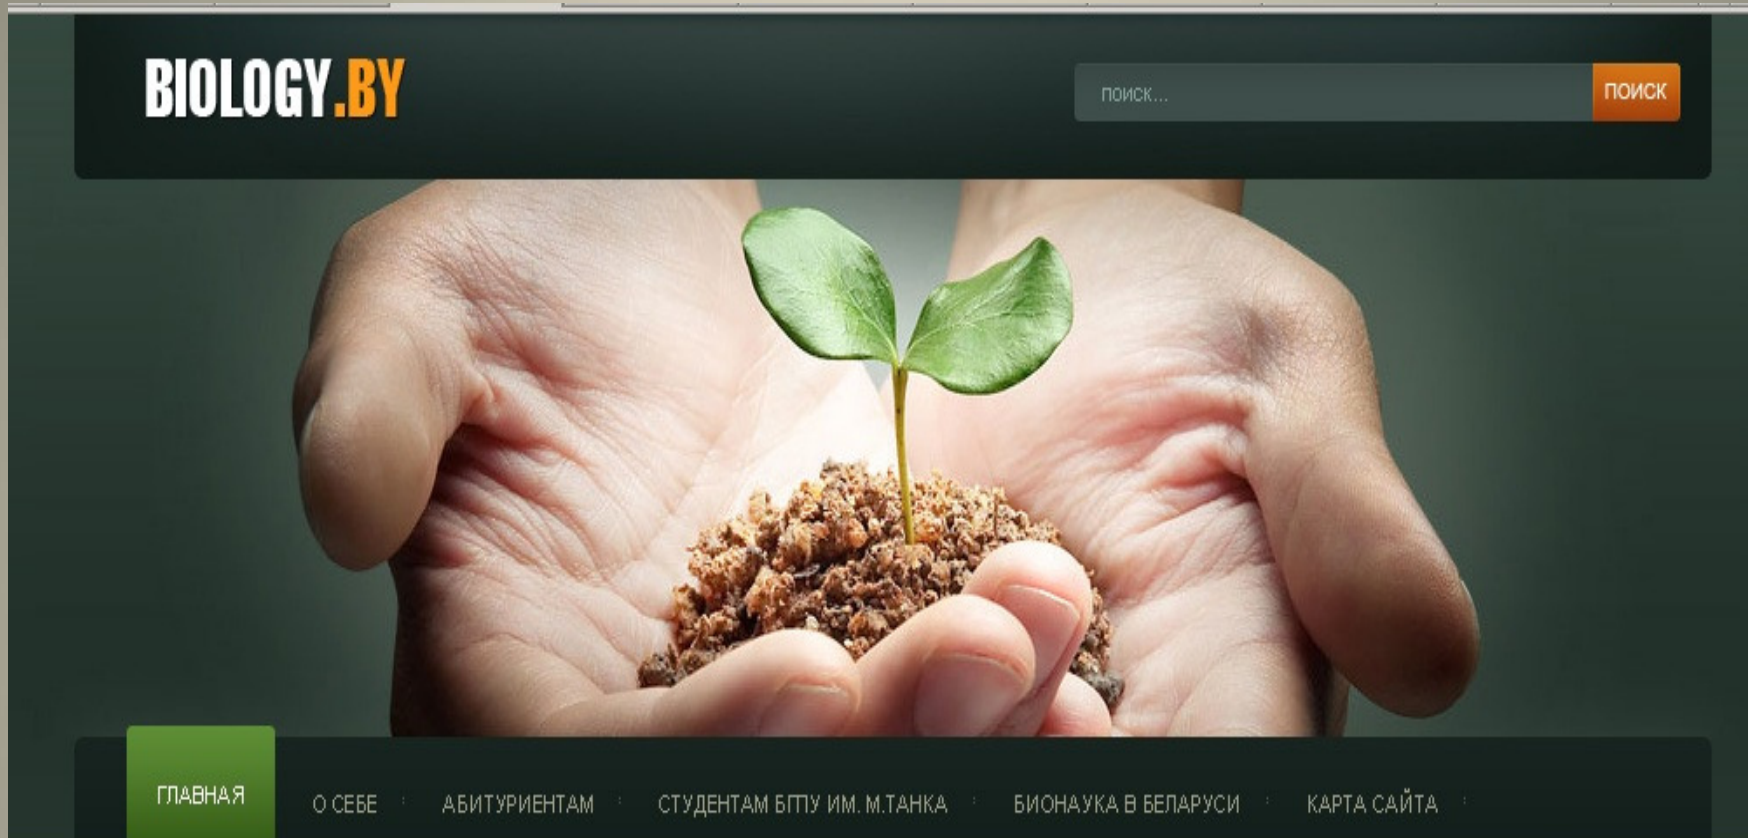 BIOLOGY.BY
поиск...
ПОИСК
ГЛАВНАЯ
О СЕБЕ
АБИТУРИЕНТАМ
СТУДЕНТАМ БГПУ ИМ. М.ТАНКА
БИОНАУКА В БЕЛАРУСИ
КАРТА САЙТА